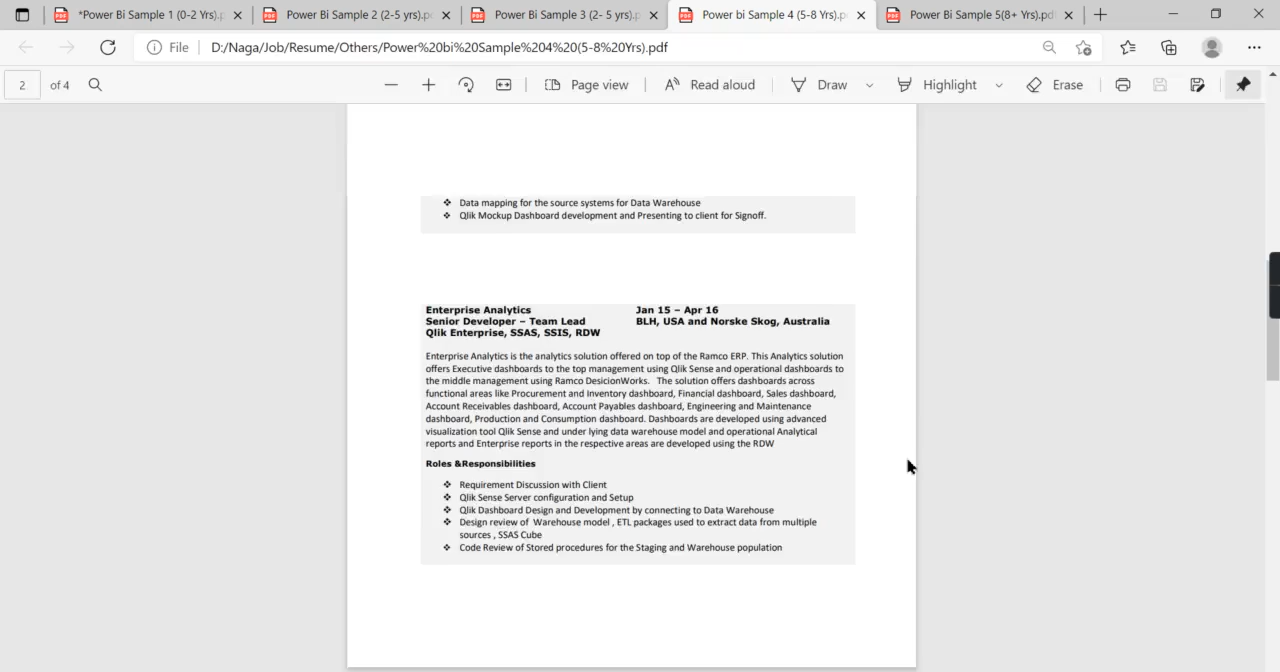 *Power Bi Sample 1 (0-2 Yrs).p
Power Bi Sample 2 (2-5 yrs).p
Power Bi Sample 3 (2- 5 yrs).p
Power bi Sample 4 (5-8 Yrs).p
Power Bi Sample 5(8+ Yrs).pdf
File
D:/Naga/Job/Resume/Others/Power%20bi%20Sample%204%20(5-8%20Yrs).pdf
2 of 4
Page view
Read aloud
Draw
Highlight
Erase
❖ Data mapping for the source systems for Data Warehouse
❖ Qlik Mockup Dashboard development and Presenting to client for Signoff.
Enterprise Analytics Jan 15 – Apr 16
Senior Developer – Team Lead BLH, USA and Norske Skog, Australia
Qlik Enterprise, SSAS, SSIS, RDW
Enterprise Analytics is the analytics solution offered on top of the Ramco ERP. This Analytics solution
offers Executive dashboards to the top management using Qlik Sense and operational dashboards to
the middle management using Ramco DesicionWorks. The solution offers dashboards across
functional areas like Procurement and Inventory dashboard, Financial dashboard, Sales dashboard,
Account Receivables dashboard, Account Payables dashboard, Engineering and Maintenance
dashboard, Production and Consumption dashboard. Dashboards are developed using advanced
visualization tool Qlik Sense and under lying data warehouse model and operational Analytical
reports and Enterprise reports in the respective areas are developed using the RDW
Roles &Responsibilities
❖ Requirement Discussion with Client
❖ Qlik Sense Server configuration and Setup
❖ Qlik Dashboard Design and Development by connecting to Data Warehouse
❖ Design review of Warehouse model , ETL packages used to extract data from multiple
sources , SSAS Cube
❖ Code Review of Stored procedures for the Staging and Warehouse population